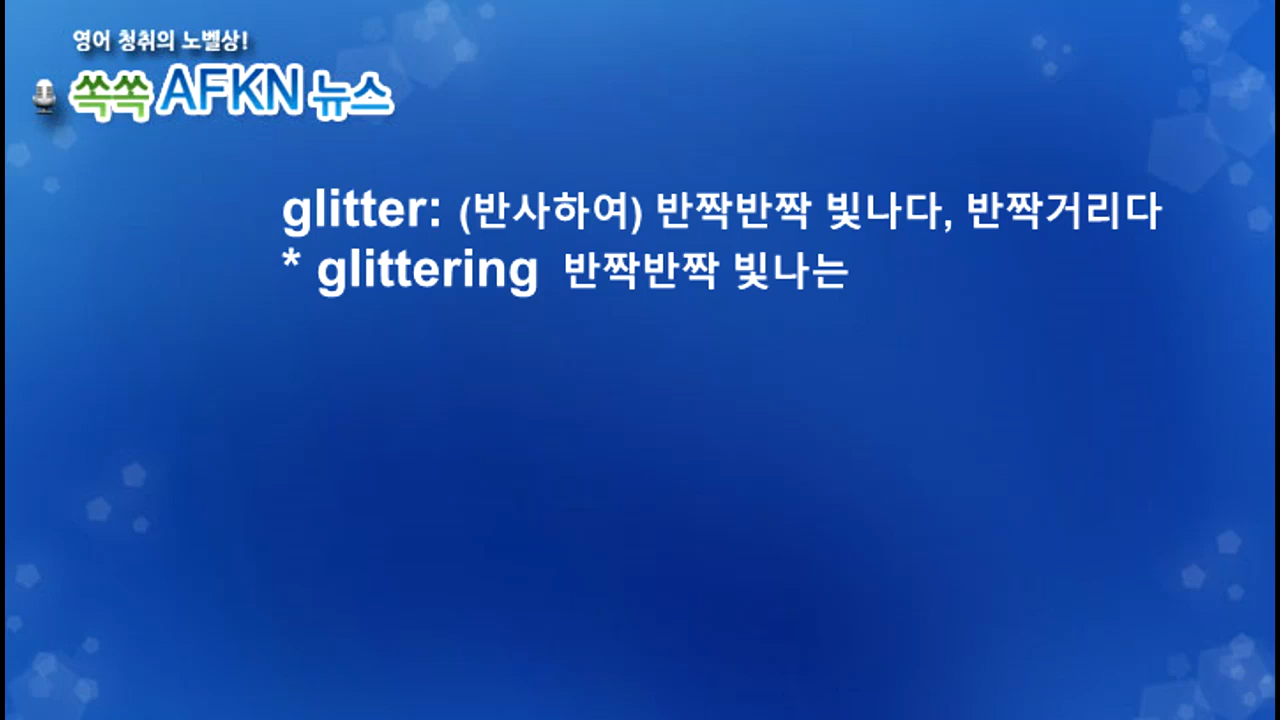 영어 청취의 노벨상!
쏙쏙 AFKN 뉴스
glitter: (반사하여) 반짝반짝 빛나다, 반짝거리다
* glittering 반짝반짝 빛나는